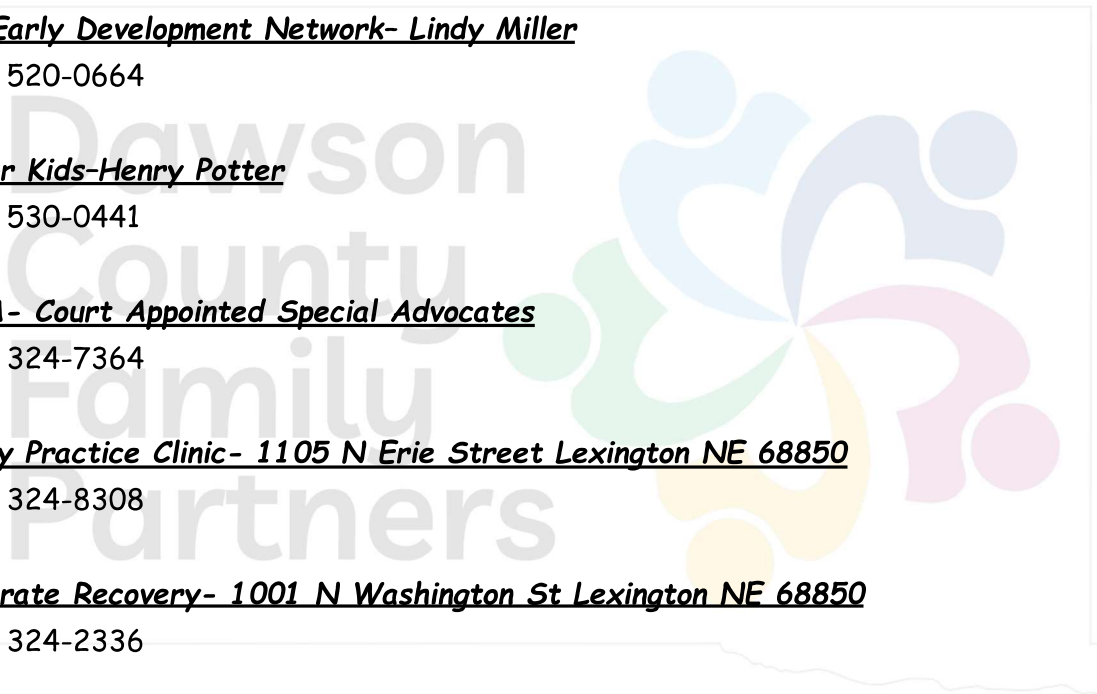 Early Development Network- Lindy Miller
520-0664
r Kids-Henry Potter
530-0441
- Court Appointed Special Advocates
324-7364
y Practice Clinic- 1105 N Erie Street Lexington NE 68850
324-8308
rate Recovery- 1001 N Washington St Lexington NE 68850
324-2336
Dawson
County
Family
Partners